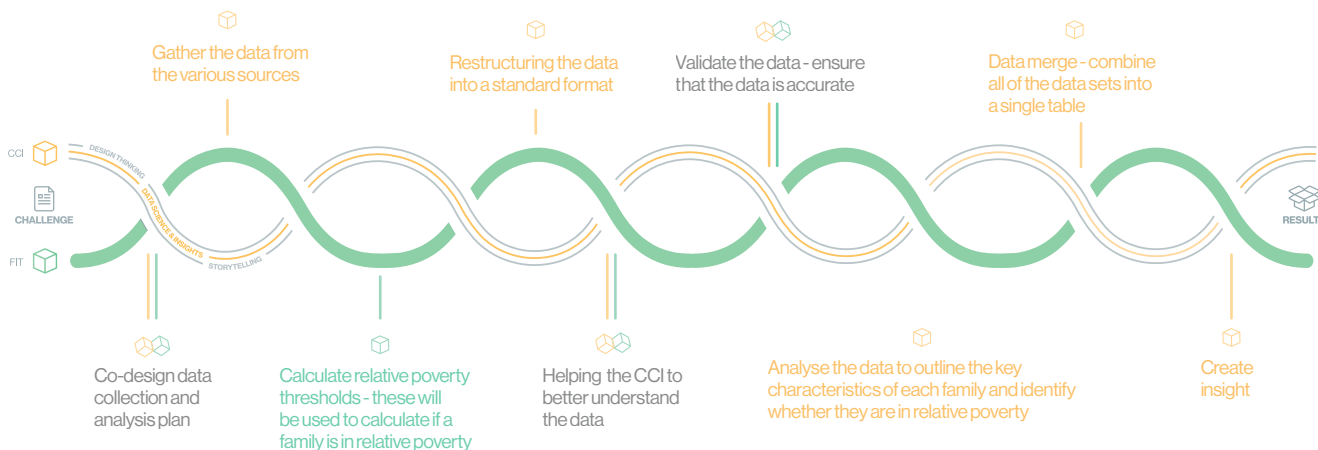 Gather the data from
the various sources
Restructuring the data
into a standard format
Validate the data - ensure
that the data is accurate
Data merge - combine
all of the data sets into
a single table
CCI
DESIGN THINKING
DATA SCIENCE & INSIGHTS
STORYTELLING
CHALLENGE
FIT
RESULT
Co-design data
collection and
analysis plan
Calculate relative poverty
thresholds - these will
be used to calculate if a
family is in relative poverty
Helping the CCI to
better understand
the data
Analyse the data to outline the key
characteristics of each family and identify
whether they are in relative poverty
Create
insight